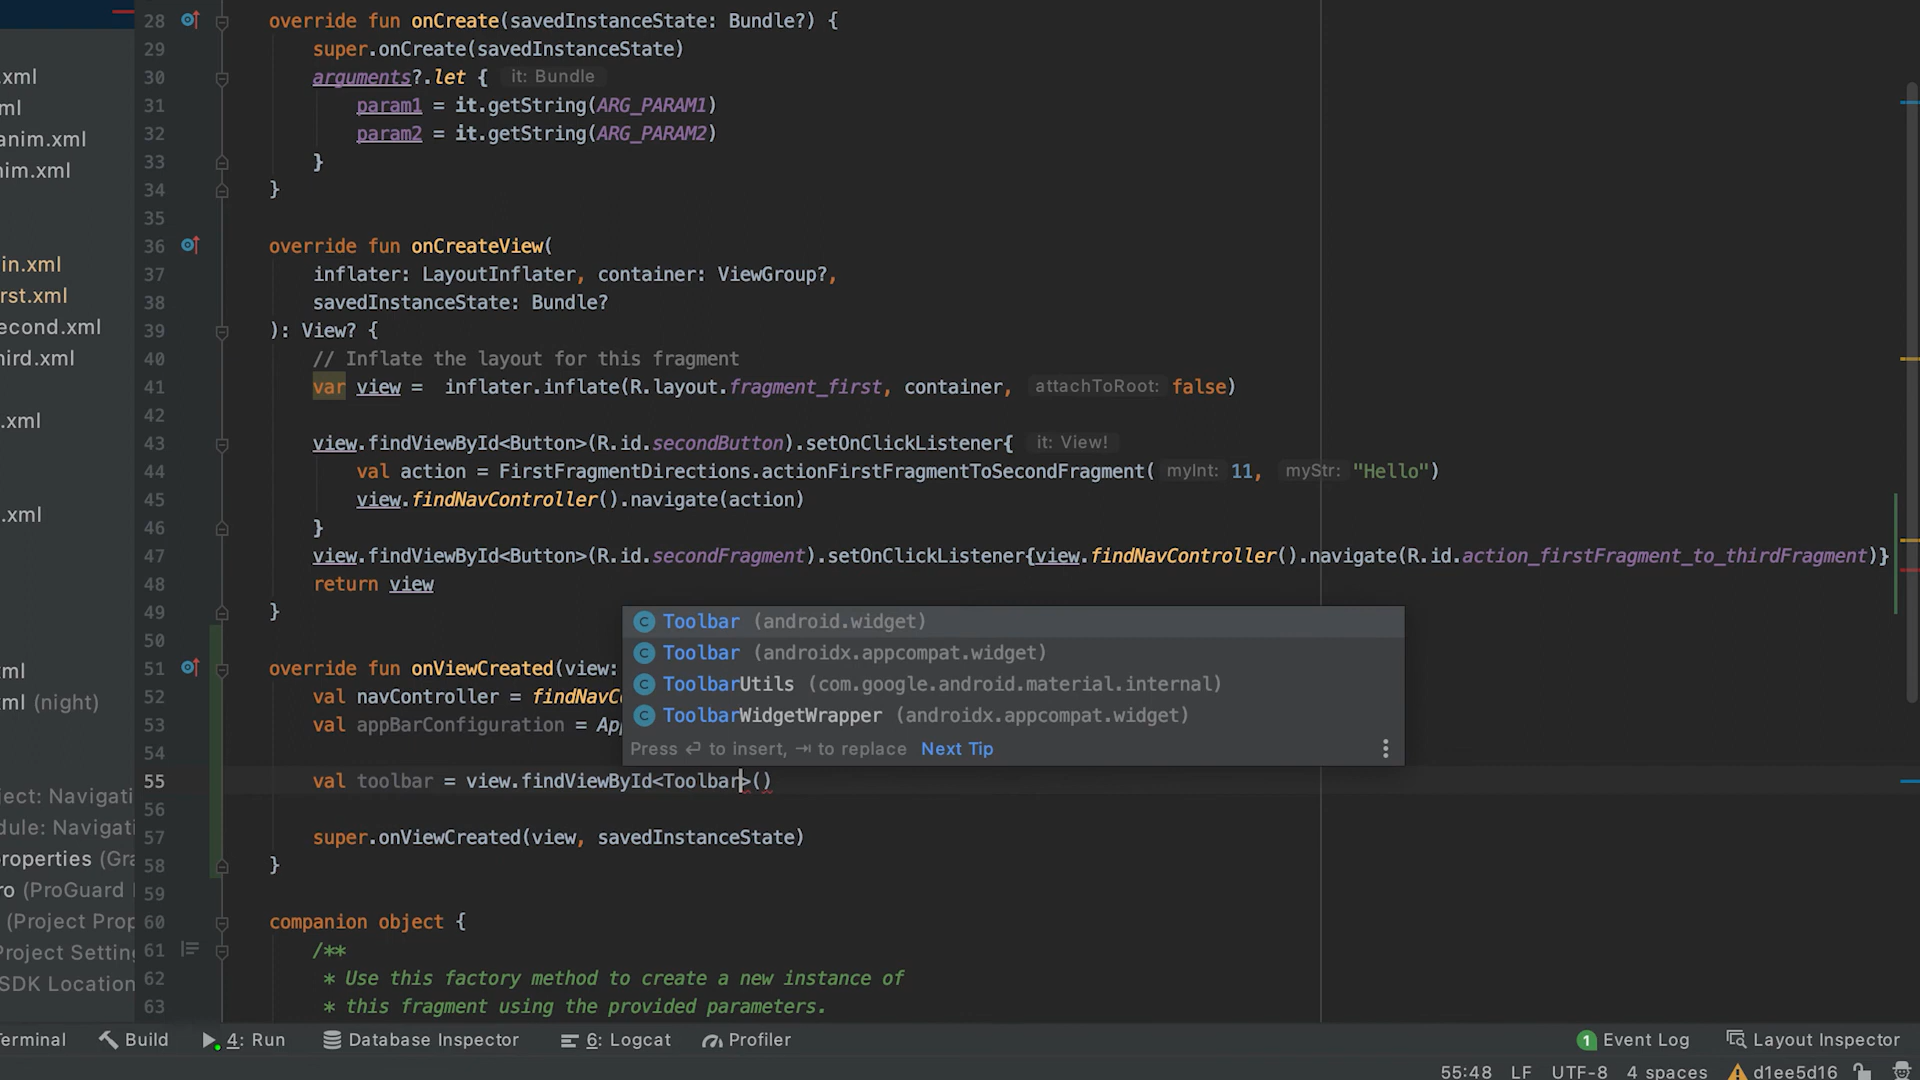 28 override fun onCreate(savedInstanceState: Bundle?) {
29 super.onCreate(savedInstanceState)
.xml 30 arguments?.let { it: Bundle
ml 31 param1 = it.getString(ARG_PARAM1)
anim.xml 32 param2 = it.getString(ARG_PARAM2)
nim.xml 33 }
34 }
35
36 override fun onCreateView(
in.xml 37 inflater: LayoutInflater, container: ViewGroup?,
rst.xml 38 savedInstanceState: Bundle?
econd.xml 39 ): View? {
hird.xml 40 // Inflate the layout for this fragment
41 var view = inflater.inflate(R.layout.fragment_first, container, attachToRoot: false)
.xml 42
43 view.findViewById<Button>(R.id.secondButton).setOnClickListener{ it: View!
44 val action = FirstFragmentDirections.actionFirstFragmentToSecondFragment( myInt: 11, myStr: "Hello")
.xml 45 view.findNavController().navigate(action)
46 }
47 view.findViewById<Button>(R.id.secondFragment).setOnClickListener{view.findNavController().navigate(R.id.action_firstFragment_to_thirdFragment)}
48 return view
49 }
Toolbar (android.widget)
50
Toolbar (androidx.appcompat.widget)
xml 51 override fun onViewCreated(view:
ToolbarUtils (com.google.android.material.internal)
ml (night) 52 val navController = findNavC
ToolbarWidgetWrapper (androidx.appcompat.widget)
53 val appBarConfiguration = App
Press ⏎ to insert, ⇥ to replace Next Tip
54
55 val toolbar = view.findViewById<Toolbar>()
ject: Navigati 56
dule: Navigati 57 super.onViewCreated(view, savedInstanceState)
roperties (Gra 58 }
ro (ProGuard 59
(Project Prop 60 companion object {
Project Setting 61 /**
SDK Location 62 * Use this factory method to create a new instance of
63 * this fragment using the provided parameters.
erminal Build 4: Run Database Inspector 6: Logcat Profiler 1 Event Log Layout Inspector
55:48 LF UTF-8 4 spaces d1ee5d16